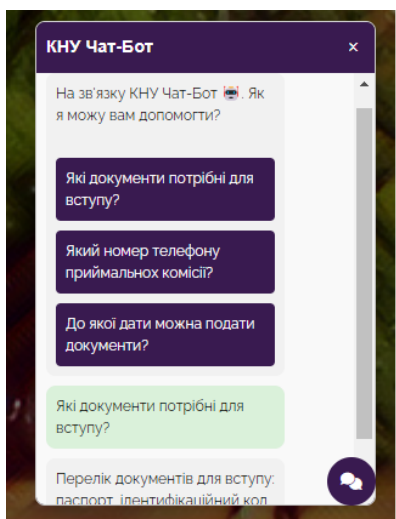 КНУ Чат-Бот ×
На зв'язку КНУ Чат-Бот 🤖. Як
я можу вам допомогти?
Які документи потрібні для
вступу?
Який номер телефону
приймальнох комісії?
До якої дати можна подати
документи?
Які документи потрібні для
вступу?
Перелік документів для вступу:
паспорт, ідентифікаційний код